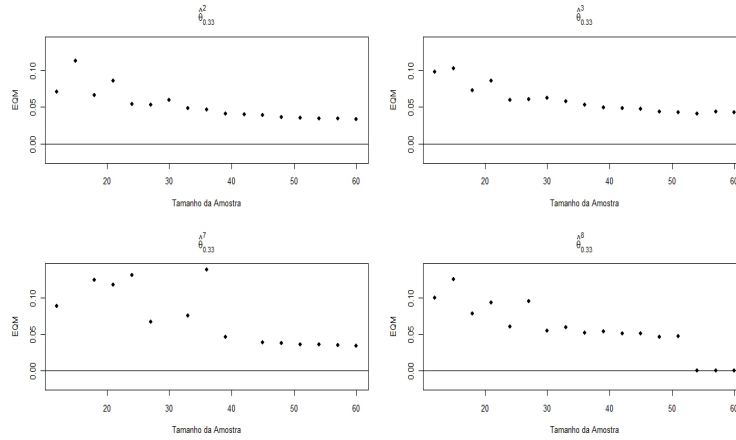 θ̂²₀.₃₃
EQM
0.00 0.05 0.10
20 30 40 50 60
Tamanho da Amostra
θ̂³₀.₃₃
EQM
0.00 0.05 0.10
20 30 40 50 60
Tamanho da Amostra
θ̂⁷₀.₃₃
EQM
0.00 0.05 0.10
20 30 40 50 60
Tamanho da Amostra
θ̂⁸₀.₃₃
EQM
0.00 0.05 0.10
20 30 40 50 60
Tamanho da Amostra